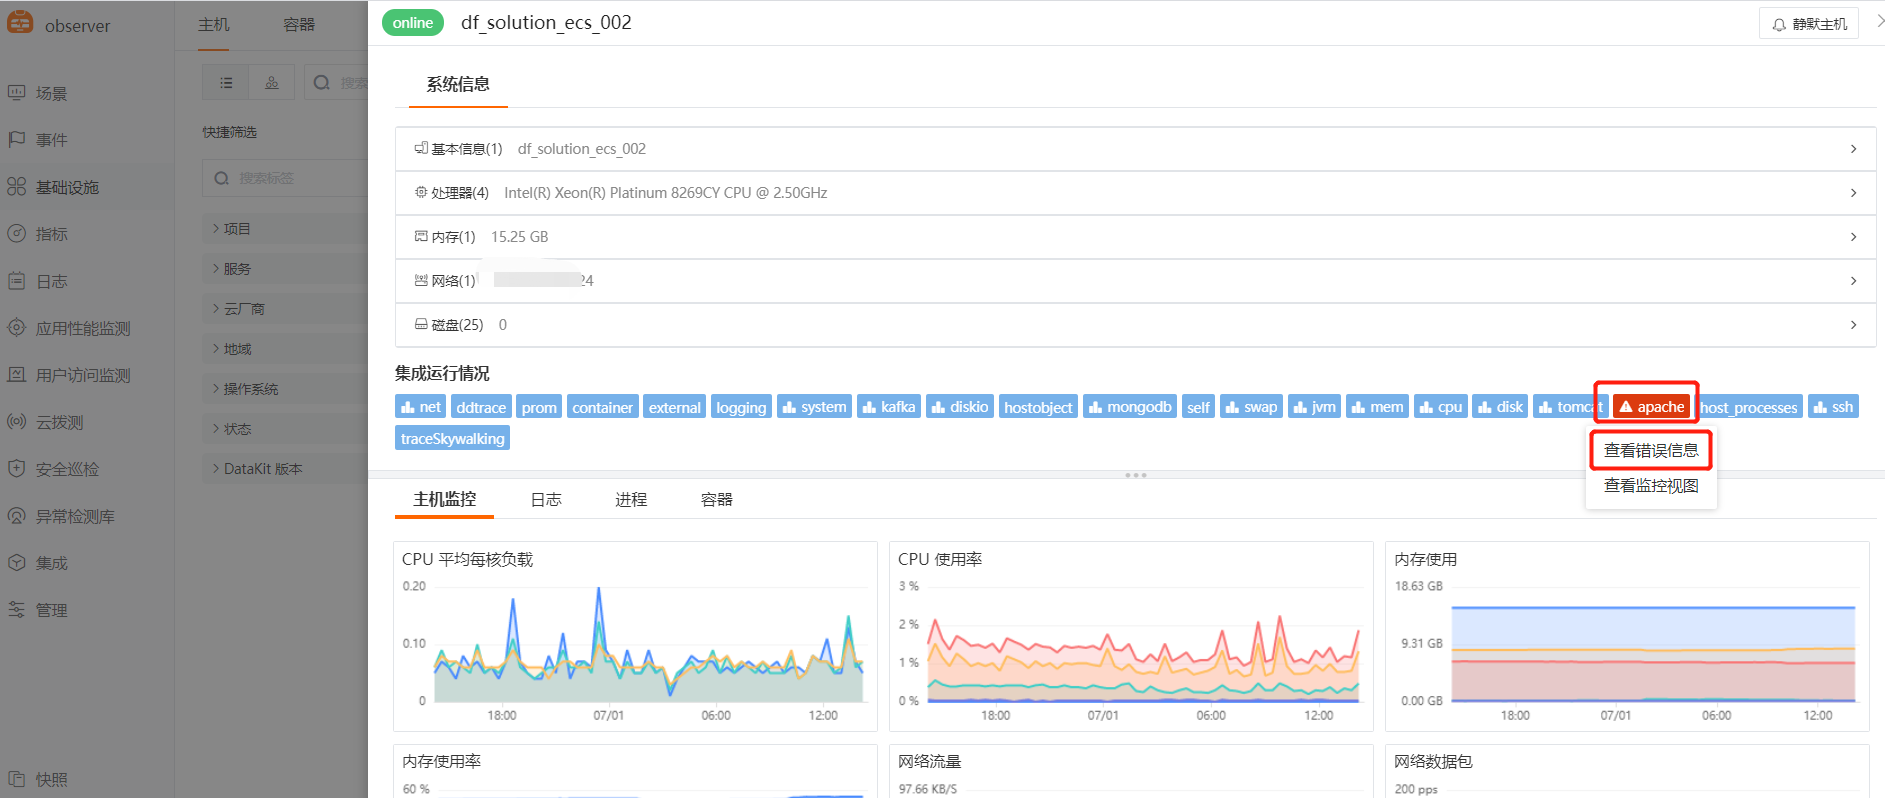 observer
场景
事件
基础设施
指标
日志
应用性能监测
用户访问监测
云拨测
安全巡检
异常检测库
集成
管理
快照
主机 容器
搜索
快捷筛选
搜索标签
项目
服务
云厂商
地域
操作系统
状态
DataKit 版本
online df_solution_ecs_002 静默主机
系统信息
基本信息(1) df_solution_ecs_002
处理器(4) Intel(R) Xeon(R) Platinum 8269CY CPU @ 2.50GHz
内存(1) 15.25 GB
网络(1) 24
磁盘(25) 0
集成运行情况
net ddtrace prom container external logging system kafka diskio hostobject mongodb self swap jvm mem cpu disk tomcat apache host_processes ssh
traceSkywalking
查看错误信息
查看监控视图
主机监控 日志 进程 容器
CPU 平均每核负载
0.20
0.10
0
18:00 07/01 06:00 12:00
CPU 使用率
3 %
2 %
1 %
0 %
18:00 07/01 06:00 12:00
内存使用
18.63 GB
9.31 GB
0.00 GB
18:00 07/01 06:00 12:00
内存使用率
60 %
网络流量
97.66 KB/S
网络数据包
200 pps